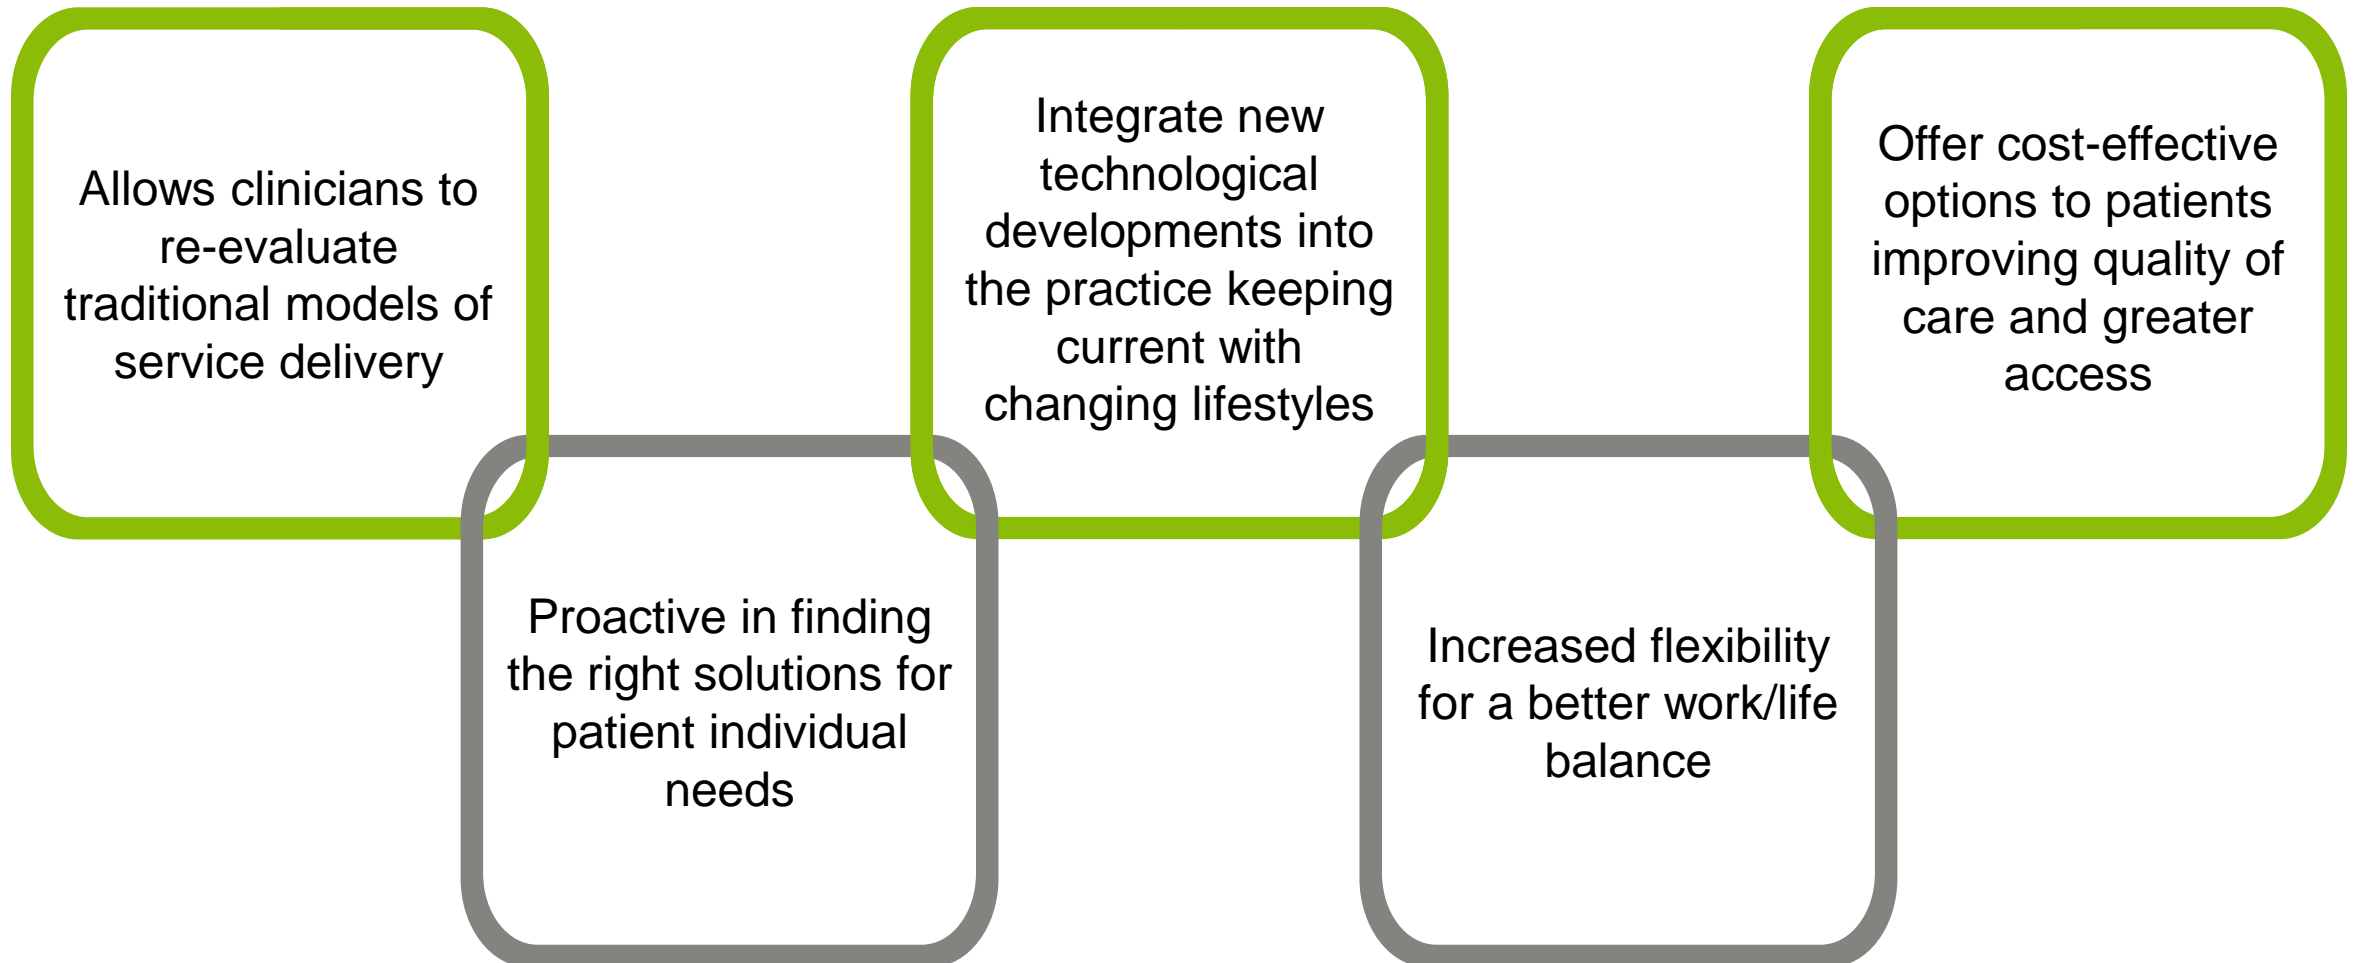 Allows clinicians to
re-evaluate
traditional models of
service delivery
Proactive in finding
the right solutions for
patient individual
needs
Integrate new
technological
developments into
the practice keeping
current with
changing lifestyles
Increased flexibility
for a better work/life
balance
Offer cost-effective
options to patients
improving quality of
care and greater
access